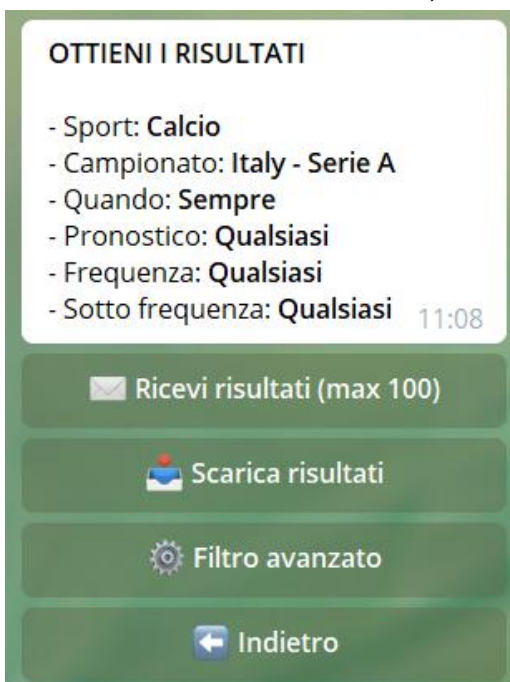 OTTIENI I RISULTATI
- Sport: Calcio
- Campionato: Italy - Serie A
- Quando: Sempre
- Pronostico: Qualsiasi
- Frequenza: Qualsiasi
- Sotto frequenza: Qualsiasi 11:08
Ricevi risultati (max 100)
Scarica risultati
Filtro avanzato
Indietro